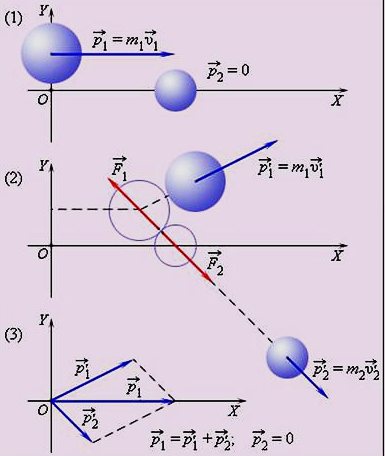 (1)
Y
p⃗₁ = m₁v⃗₁
p⃗₂ = 0
O
X
(2)
Y
F⃗₁
p⃗′₁ = m₁v⃗′₁
O
X
F⃗₂
p⃗′₂ = m₂v⃗′₂
(3)
Y
p⃗′₁
p⃗₁
O
X
p⃗′₂
p⃗₁ = p⃗′₁ + p⃗′₂; p⃗₂ = 0